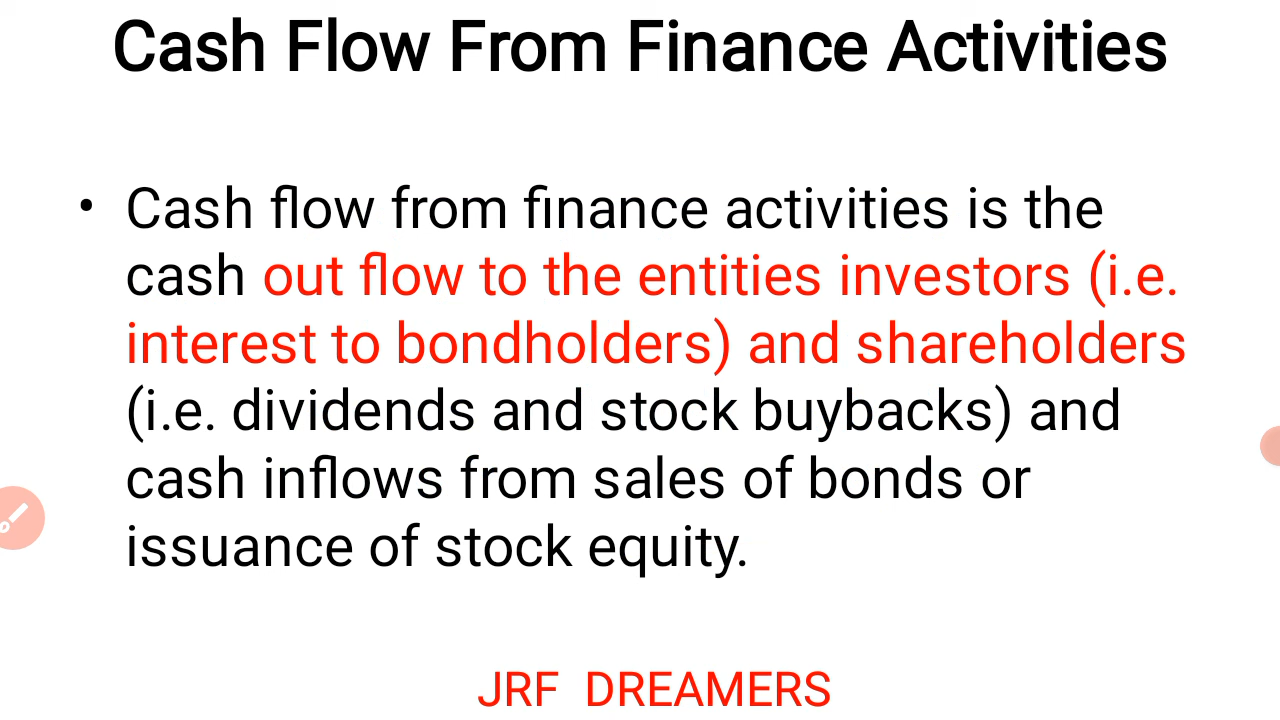 Cash Flow From Finance Activities
• Cash flow from finance activities is the
cash out flow to the entities investors (i.e.
interest to bondholders) and shareholders
(i.e. dividends and stock buybacks) and
cash inflows from sales of bonds or
issuance of stock equity.
JRF DREAMERS